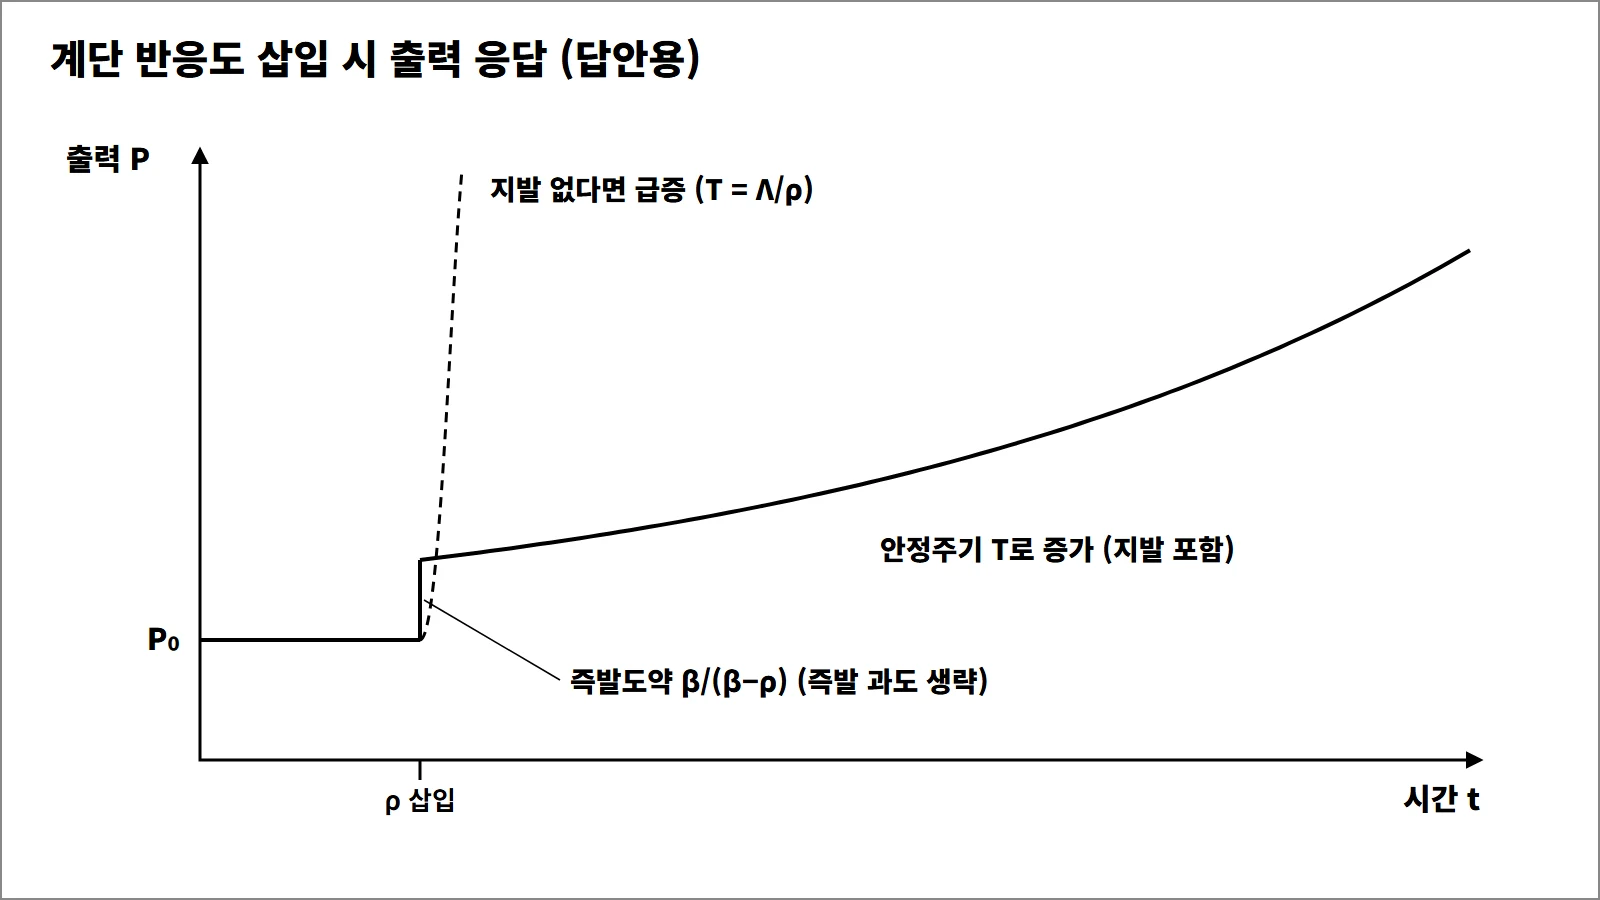 계단 반응도 삽입 시 출력 응답 (답안용)
출력 P
지발 없다면 급증 (T = Λ/ρ)
안정주기 T로 증가 (지발 포함)
P₀
즉발도약 β/(β−ρ) (즉발 과도 생략)
ρ 삽입
시간 t